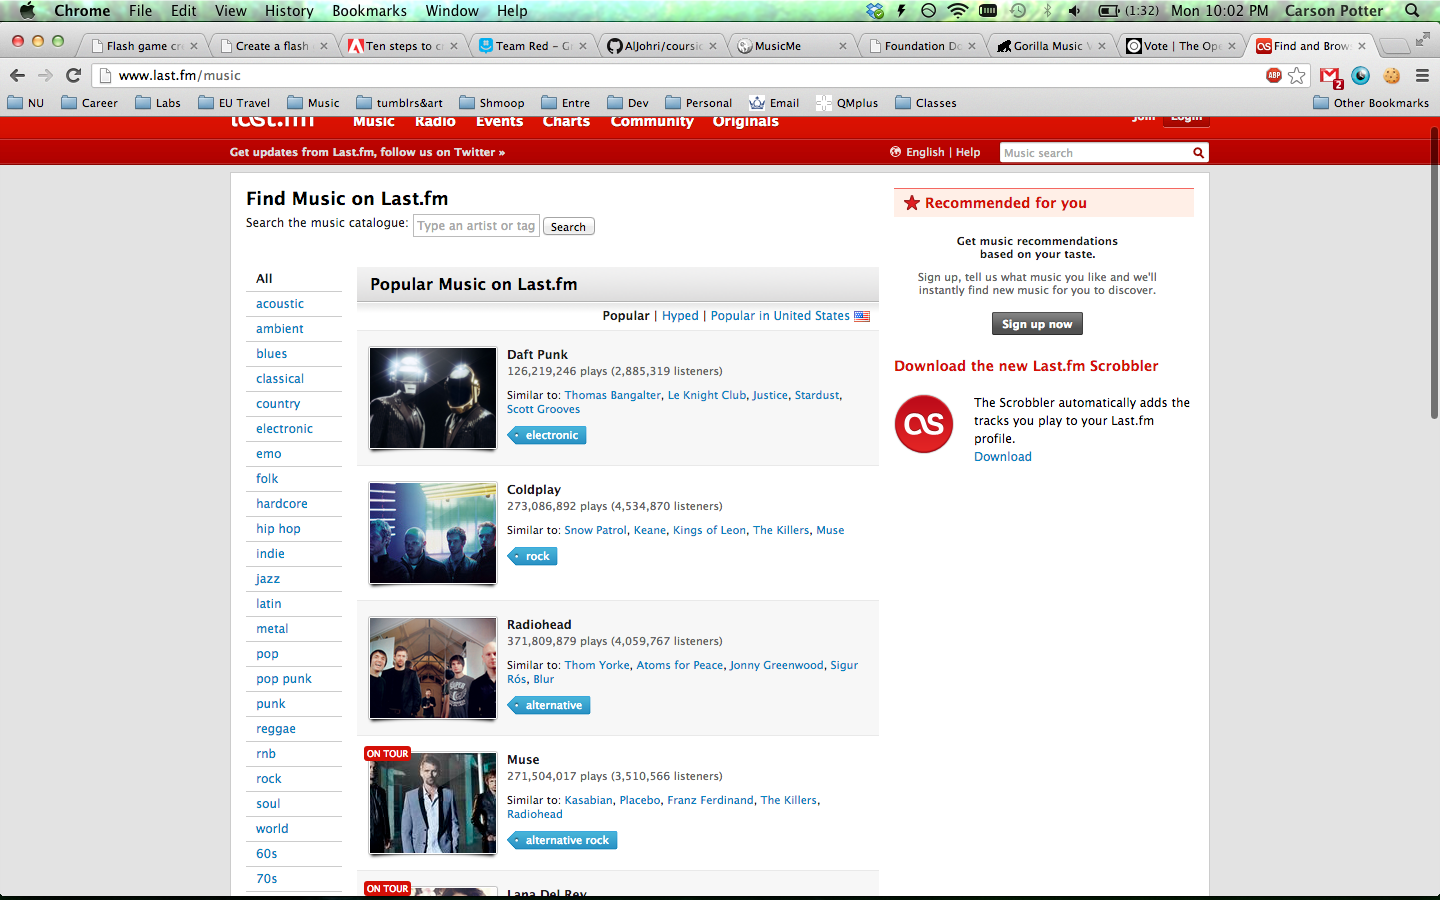 Chrome File Edit View History Bookmarks Window Help (1:32) Mon 10:02 PM Carson Potter
Flash game cre Create a flash Ten steps to cr Team Red – Gr AlJohri/coursic MusicMe Foundation Do Gorilla Music V Vote | The Ope Find and Brows
www.last.fm/music ABP 2
NU Career Labs EU Travel Music tumblrs&art Shmoop Entre Dev Personal Email QMplus Classes Other Bookmarks
last.fm Music Radio Events Charts Community Originals Join Login
Get updates from Last.fm, follow us on Twitter » English | Help Music search
Find Music on Last.fm
Search the music catalogue: Type an artist or tag Search
All
acoustic
ambient
blues
classical
country
electronic
emo
folk
hardcore
hip hop
indie
jazz
latin
metal
pop
pop punk
punk
reggae
rnb
rock
soul
world
60s
70s
Popular Music on Last.fm
Popular | Hyped | Popular in United States
Daft Punk
126,219,246 plays (2,885,319 listeners)
Similar to: Thomas Bangalter, Le Knight Club, Justice, Stardust,
Scott Grooves
electronic
Coldplay
273,086,892 plays (4,534,870 listeners)
Similar to: Snow Patrol, Keane, Kings of Leon, The Killers, Muse
rock
Radiohead
371,809,879 plays (4,059,767 listeners)
Similar to: Thom Yorke, Atoms for Peace, Jonny Greenwood, Sigur
Rós, Blur
alternative
ON TOUR
Muse
271,504,017 plays (3,510,566 listeners)
Similar to: Kasabian, Placebo, Franz Ferdinand, The Killers,
Radiohead
alternative rock
ON TOUR
Lana Del Rey
Recommended for you
Get music recommendations
based on your taste.
Sign up, tell us what music you like and we'll
instantly find new music for you to discover.
Sign up now
Download the new Last.fm Scrobbler
The Scrobbler automatically adds the
tracks you play to your Last.fm
profile.
Download